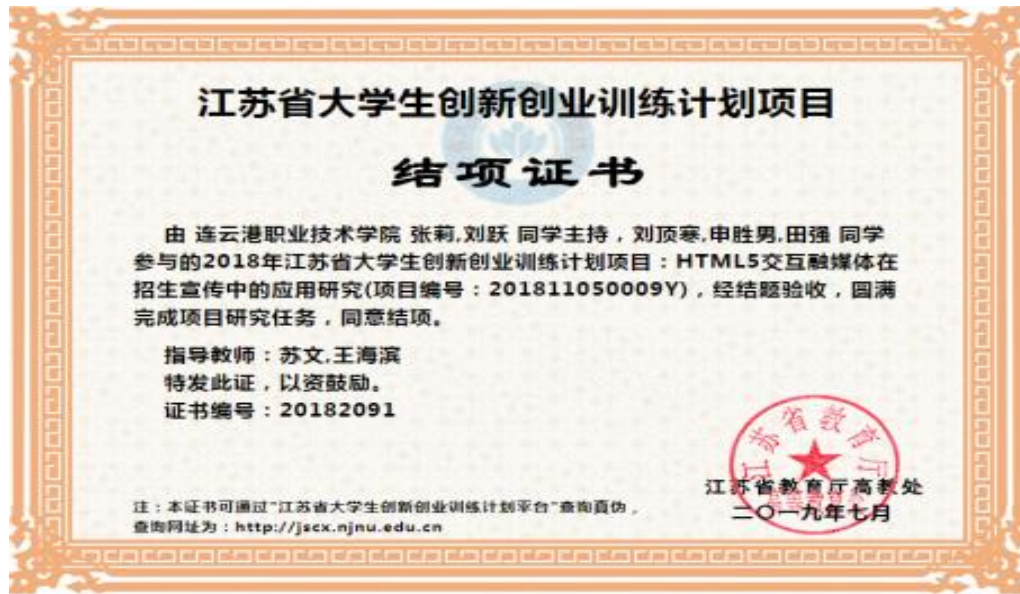 江苏省大学生创新创业训练计划项目
结项证书
由 连云港职业技术学院 张莉,刘跃 同学主持，刘顶寒,申胜男,田强 同学
参与的2018年江苏省大学生创新创业训练计划项目：HTML5交互融媒体在
招生宣传中的应用研究(项目编号：201811050009Y)，经结题验收，圆满
完成项目研究任务，同意结项。
指导教师：苏文,王海滨
特发此证，以资鼓励。
证书编号：20182091
江苏省教育厅
江苏省教育厅高教处
二〇一九年七月
注：本证书可通过"江苏省大学生创新创业训练计划平台"查询真伪，
查询网址为：http://jscx.njnu.edu.cn